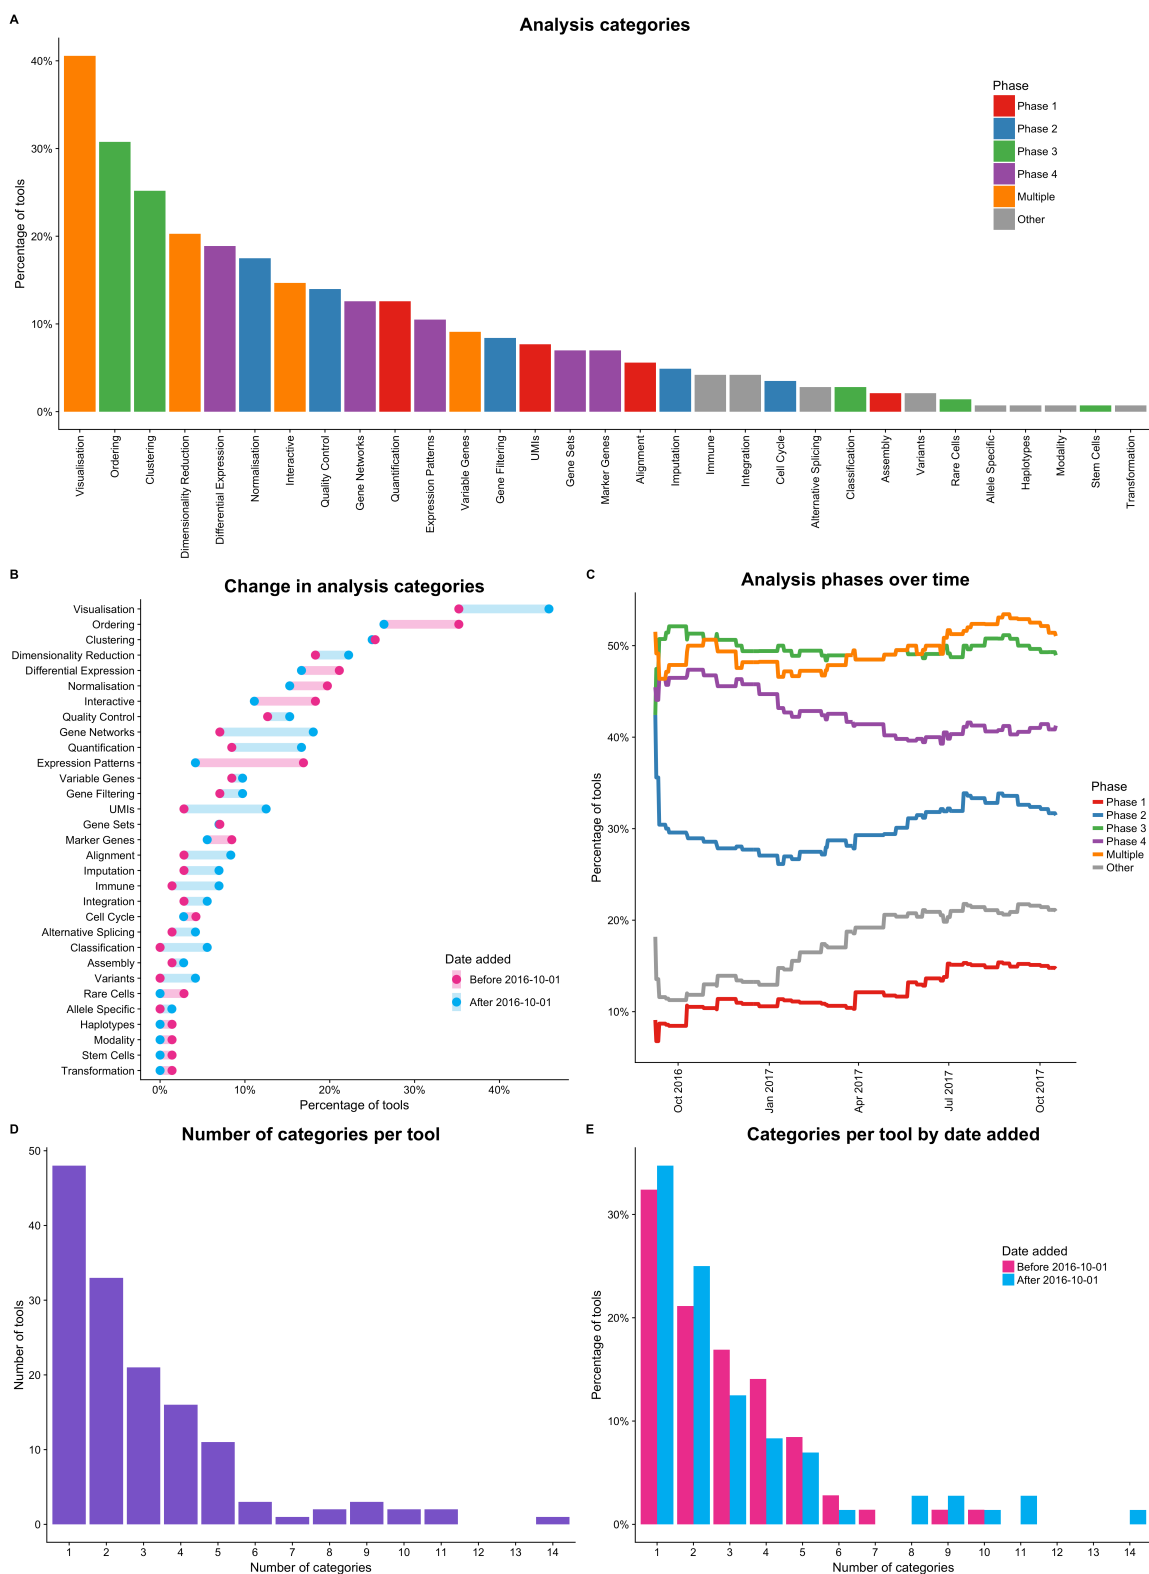 A
Analysis categories
Percentage of tools
40%
30%
20%
10%
0%
Phase
Phase 1
Phase 2
Phase 3
Phase 4
Multiple
Other
Visualisation
Ordering
Clustering
Dimensionality Reduction
Differential Expression
Normalisation
Interactive
Quality Control
Gene Networks
Quantification
Expression Patterns
Variable Genes
Gene Filtering
UMIs
Gene Sets
Marker Genes
Alignment
Imputation
Immune
Integration
Cell Cycle
Alternative Splicing
Classification
Assembly
Variants
Rare Cells
Allele Specific
Haplotypes
Modality
Stem Cells
Transformation
B
Change in analysis categories
Visualisation
Ordering
Clustering
Dimensionality Reduction
Differential Expression
Normalisation
Interactive
Quality Control
Gene Networks
Quantification
Expression Patterns
Variable Genes
Gene Filtering
UMIs
Gene Sets
Marker Genes
Alignment
Imputation
Immune
Integration
Cell Cycle
Alternative Splicing
Classification
Assembly
Variants
Rare Cells
Allele Specific
Haplotypes
Modality
Stem Cells
Transformation
Date added
Before 2016-10-01
After 2016-10-01
0% 10% 20% 30% 40%
Percentage of tools
C
Analysis phases over time
Percentage of tools
50%
40%
30%
20%
10%
Phase
Phase 1
Phase 2
Phase 3
Phase 4
Multiple
Other
Oct 2016
Jan 2017
Apr 2017
Jul 2017
Oct 2017
D
Number of categories per tool
Number of tools
50
40
30
20
10
0
1 2 3 4 5 6 7 8 9 10 11 12 13 14
Number of categories
E
Categories per tool by date added
Percentage of tools
30%
20%
10%
0%
Date added
Before 2016-10-01
After 2016-10-01
1 2 3 4 5 6 7 8 9 10 11 12 13 14
Number of categories